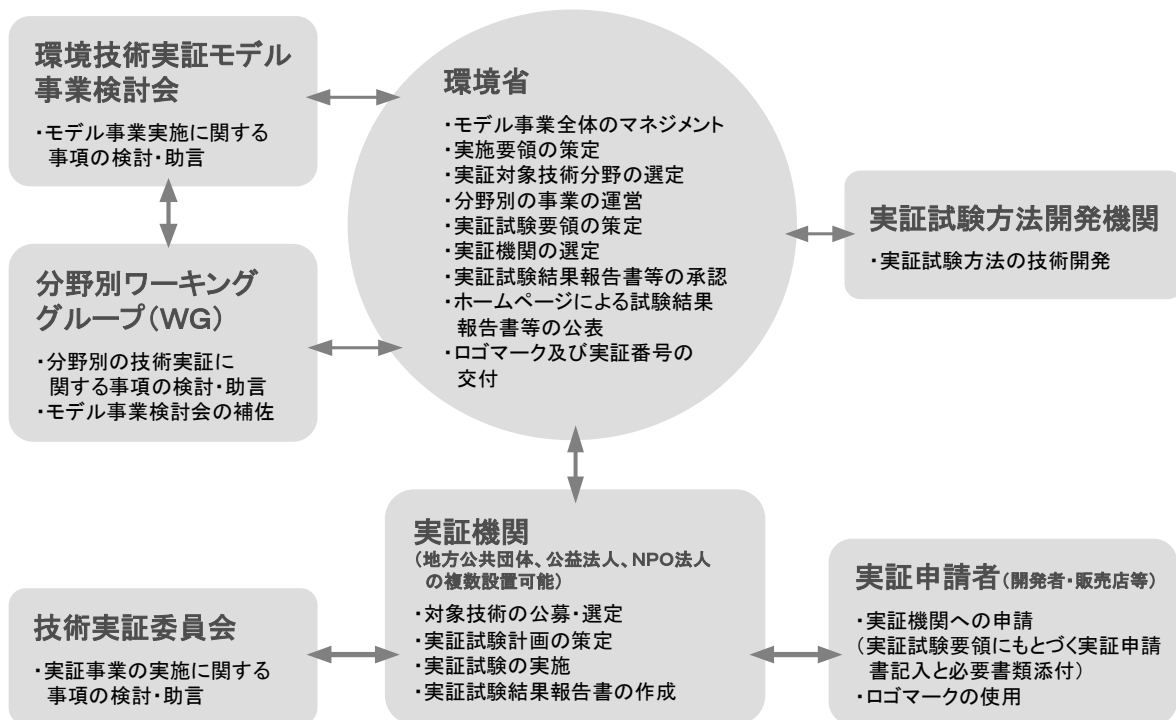 環境技術実証モデル
事業検討会
・モデル事業実施に関する
事項の検討・助言
分野別ワーキング
グループ(WG)
・分野別の技術実証に
関する事項の検討・助言
・モデル事業検討会の補佐
環境省
・モデル事業全体のマネジメント
・実施要領の策定
・実証対象技術分野の選定
・分野別の事業の運営
・実証試験要領の策定
・実証機関の選定
・実証試験結果報告書等の承認
・ホームページによる試験結果
報告書等の公表
・ロゴマーク及び実証番号の
交付
実証試験方法開発機関
・実証試験方法の技術開発
技術実証委員会
・実証事業の実施に関する
事項の検討・助言
実証機関
(地方公共団体、公益法人、NPO法人
の複数設置可能)
・対象技術の公募・選定
・実証試験計画の策定
・実証試験の実施
・実証試験結果報告書の作成
実証申請者(開発者・販売店等)
・実証機関への申請
(実証試験要領にもとづく実証申請
書記入と必要書類添付)
・ロゴマークの使用